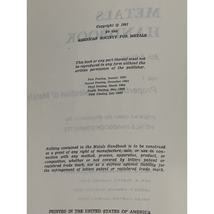 Copyright © 1961
by the
AMERICAN SOCIETY FOR METALS
This book or any part thereof must not
be reproduced in any form without the
written permission of the publisher.
First Printing,
Second Printing,
Third Printing,
Fourth Printing,
Fifth Printing,
Nothing contained in the Metals Handbook is to be construed
as a grant of any right of manufacture, sale, or use in
connection with any method, process, apparatus, product, or
composition, whether or not covered by letters patent or
registered trade mark, nor as a defense against liability for
the infringement of letters patent or registered trade mark.
PRINTED IN THE UNITED STATES OF AMERICA